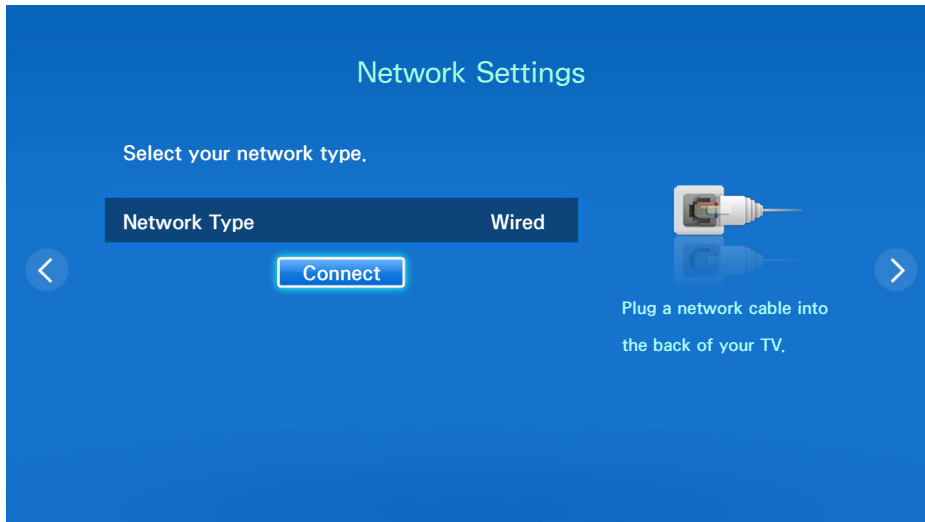 Network Settings
Select your network type.
Network Type Wired
Connect
Plug a network cable into
the back of your TV.